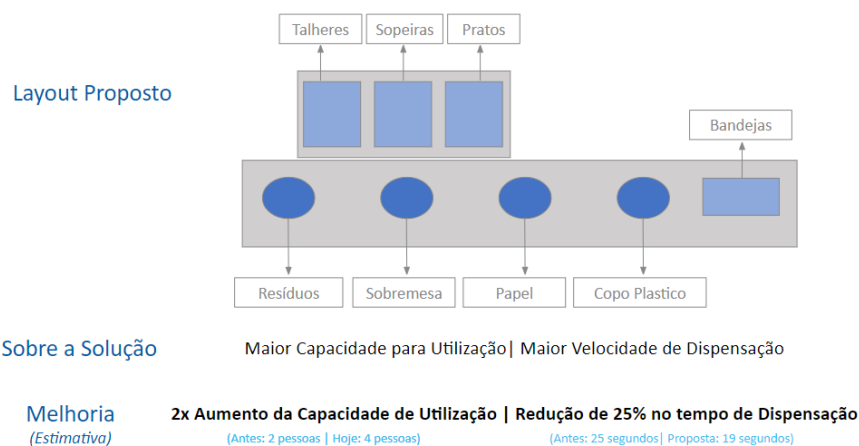 Talheres
Sopeiras
Pratos
Layout Proposto
Bandejas
Resíduos
Sobremesa
Papel
Copo Plastico
Sobre a Solução
Maior Capacidade para Utilização| Maior Velocidade de Dispensação
Melhoria
(Estimativa)
2x Aumento da Capacidade de Utilização | Redução de 25% no tempo de Dispensação
(Antes: 2 pessoas | Hoje: 4 pessoas)
(Antes: 25 segundos| Proposta: 19 segundos)